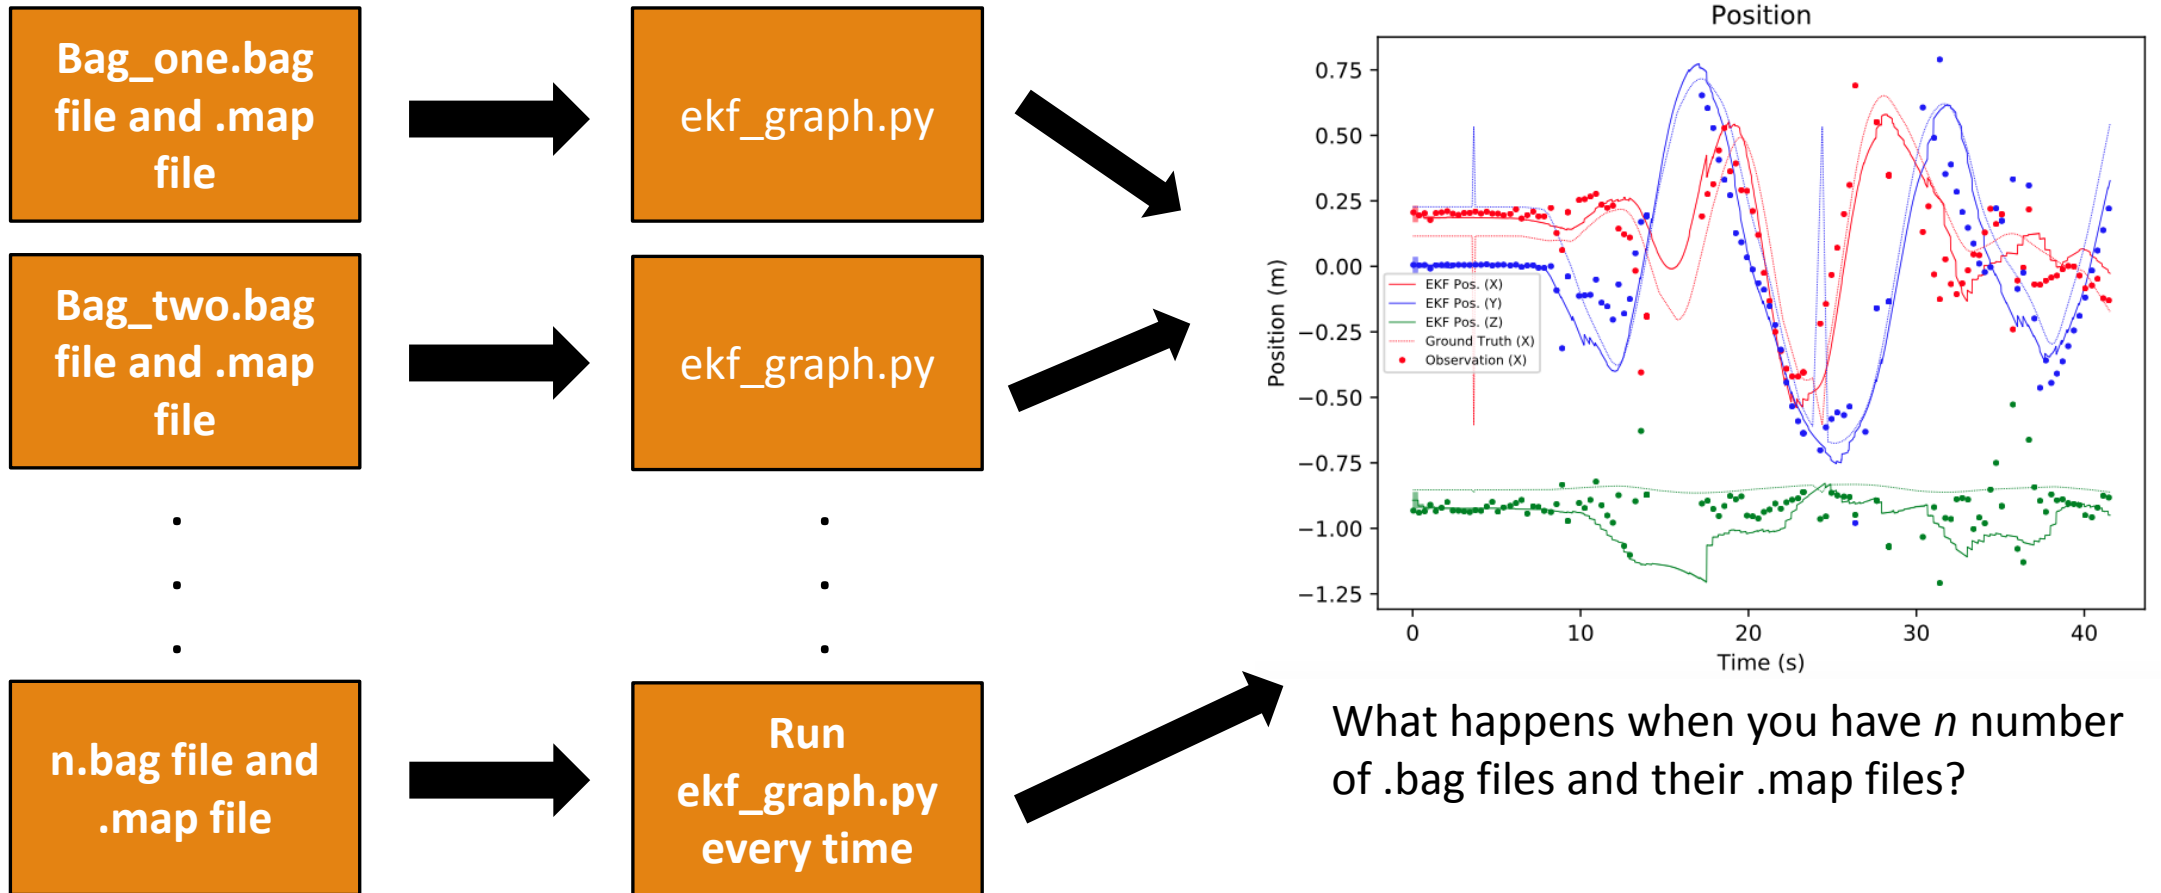 Bag_one.bag
file and .map
file
ekf_graph.py
Bag_two.bag
file and .map
file
ekf_graph.py
.
.
.
.
.
.
n.bag file and
.map file
Run
ekf_graph.py
every time
Position
Position (m)
0.75
0.50
0.25
0.00
−0.25
−0.50
−0.75
−1.00
−1.25
EKF Pos. (X)
EKF Pos. (Y)
EKF Pos. (Z)
Ground Truth (X)
Observation (X)
0 10 20 30 40
Time (s)
What happens when you have n number
of .bag files and their .map files?